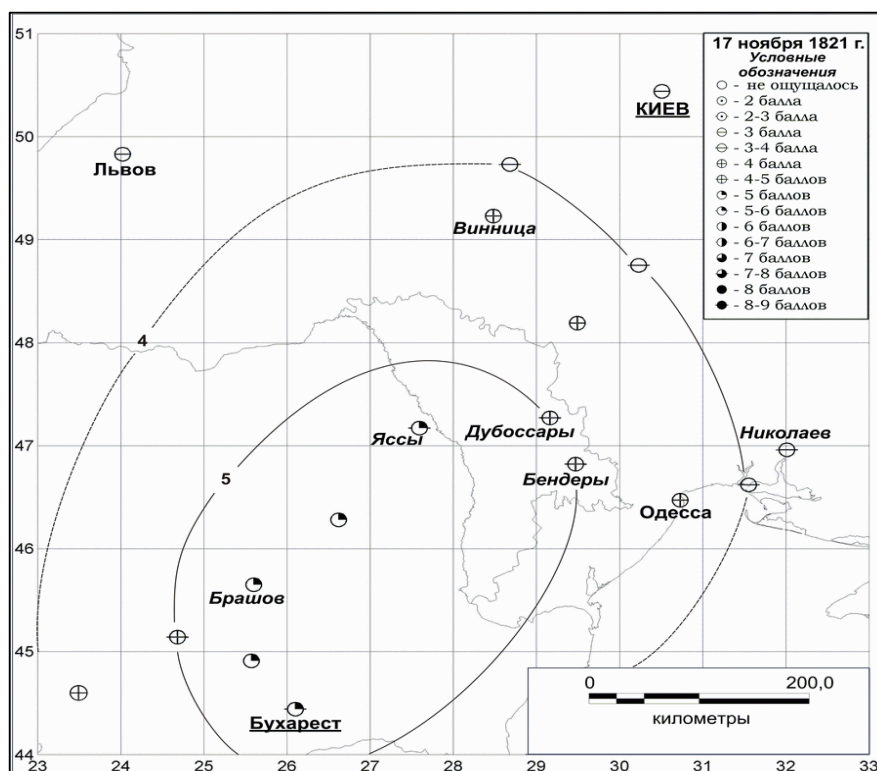 51
50
49
48
47
46
45
44
23
24
25
26
27
28
29
30
31
32
33
17 ноября 1821 г.
Условные
обозначения
- не ощущалось
- 2 балла
- 2-3 балла
- 3 балла
- 3-4 балла
- 4 балла
- 4-5 баллов
- 5 баллов
- 5-6 баллов
- 6 баллов
- 6-7 баллов
- 7 баллов
- 7-8 баллов
- 8 баллов
- 8-9 баллов
КИЕВ
Львов
Винница
4
Яссы
Дубоссары
Николаев
5
Бендеры
Одесса
Брашов
Бухарест
0 200,0
километры